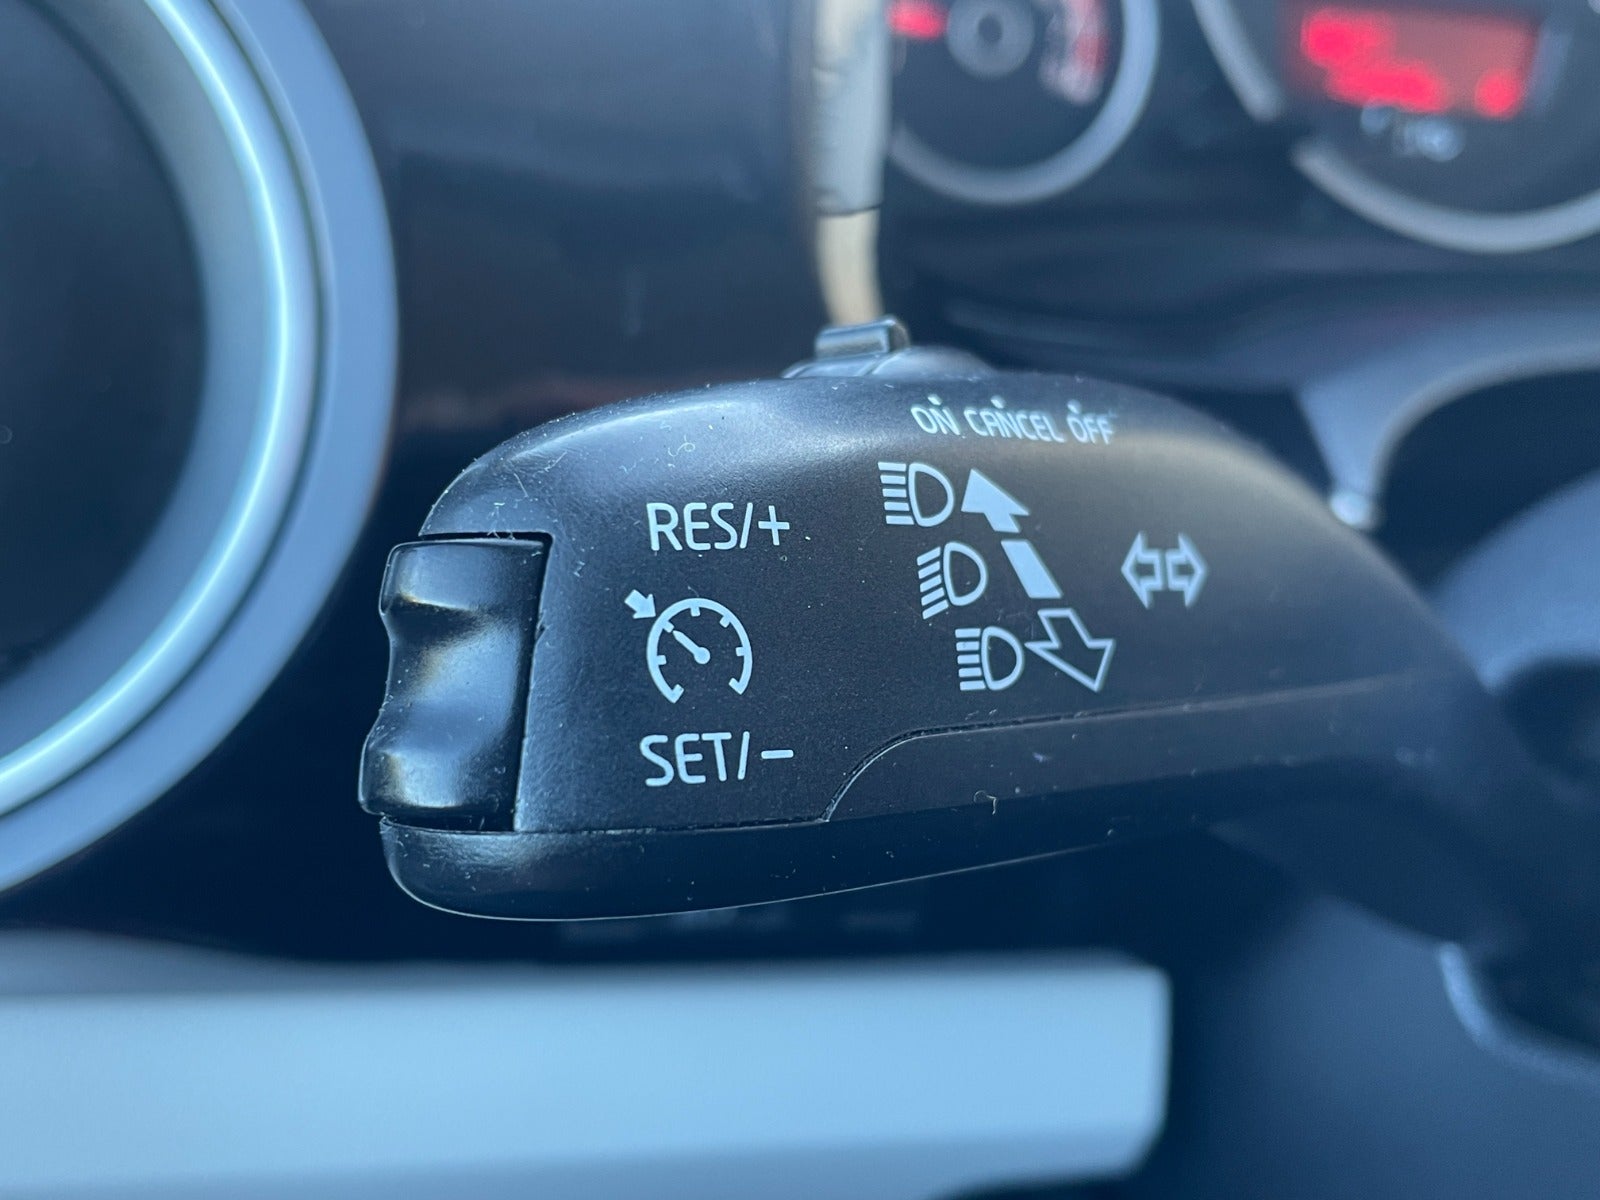 ON CANCEL OFF
RES/+
SET/−